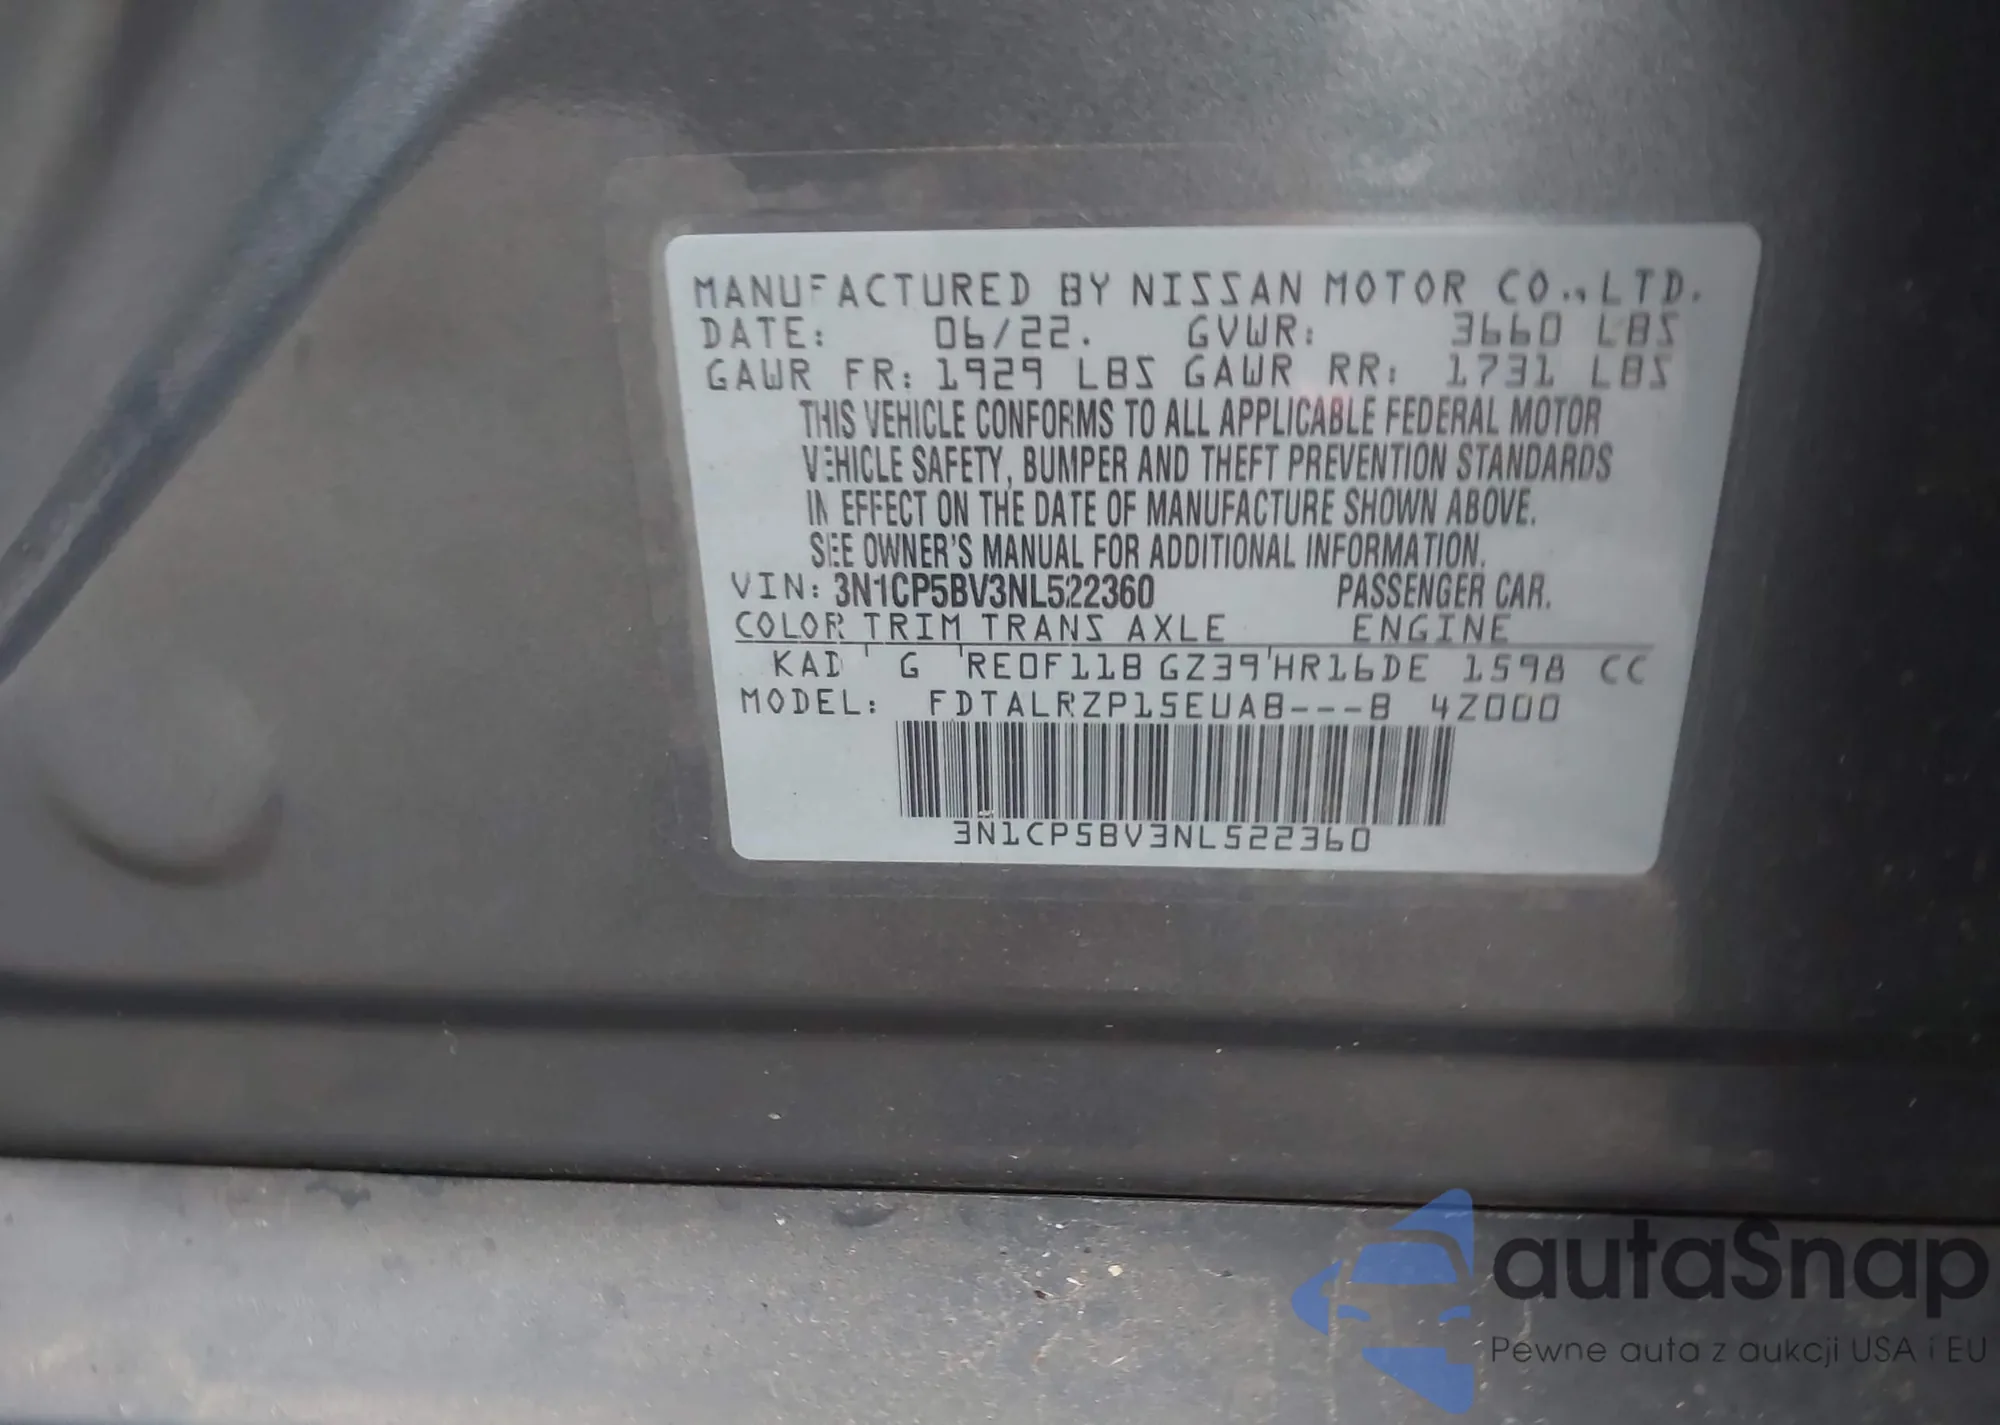 MANUFACTURED BY NISSAN MOTOR CO.,LTD.
DATE: 06/22. GVWR: 3660 LBS
GAWR FR: 1929 LBS GAWR RR: 1731 LBS
THIS VEHICLE CONFORMS TO ALL APPLICABLE FEDERAL MOTOR
VEHICLE SAFETY, BUMPER AND THEFT PREVENTION STANDARDS
IN EFFECT ON THE DATE OF MANUFACTURE SHOWN ABOVE.
SEE OWNER'S MANUAL FOR ADDITIONAL INFORMATION.
VIN: 3N1CP5BV3NL522360 PASSENGER CAR.
COLOR TRIM TRANS AXLE ENGINE
KAD G RE0F11B GZ39 HR16DE 1598 CC
MODEL: FDTALRZP15EUAB---B 4Z000
3N1CP5BV3NL522360
autaSnap
Pewne auta z aukcji USA i EU